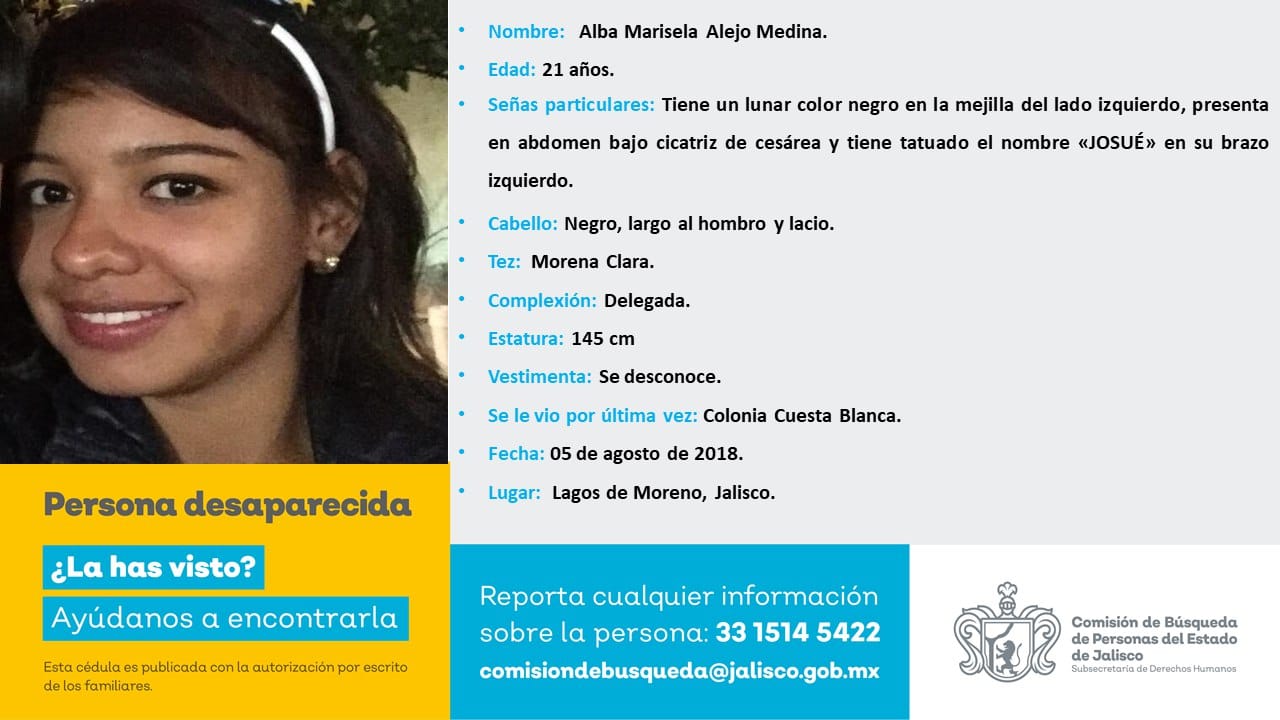 • Nombre: Alba Marisela Alejo Medina.
• Edad: 21 años.
• Señas particulares: Tiene un lunar color negro en la mejilla del lado izquierdo, presenta
en abdomen bajo cicatriz de cesárea y tiene tatuado el nombre «JOSUÉ» en su brazo
izquierdo.
• Cabello: Negro, largo al hombro y lacio.
• Tez: Morena Clara.
• Complexión: Delegada.
• Estatura: 145 cm
• Vestimenta: Se desconoce.
• Se le vio por última vez: Colonia Cuesta Blanca.
• Fecha: 05 de agosto de 2018.
• Lugar: Lagos de Moreno, Jalisco.
Persona desaparecida
¿La has visto?
Ayúdanos a encontrarla
Esta cédula es publicada con la autorización por escrito
de los familiares.
Reporta cualquier información
sobre la persona: 33 1514 5422
comisiondebusqueda@jalisco.gob.mx
Comisión de Búsqueda
de Personas del Estado
de Jalisco
Subsecretaría de Derechos Humanos